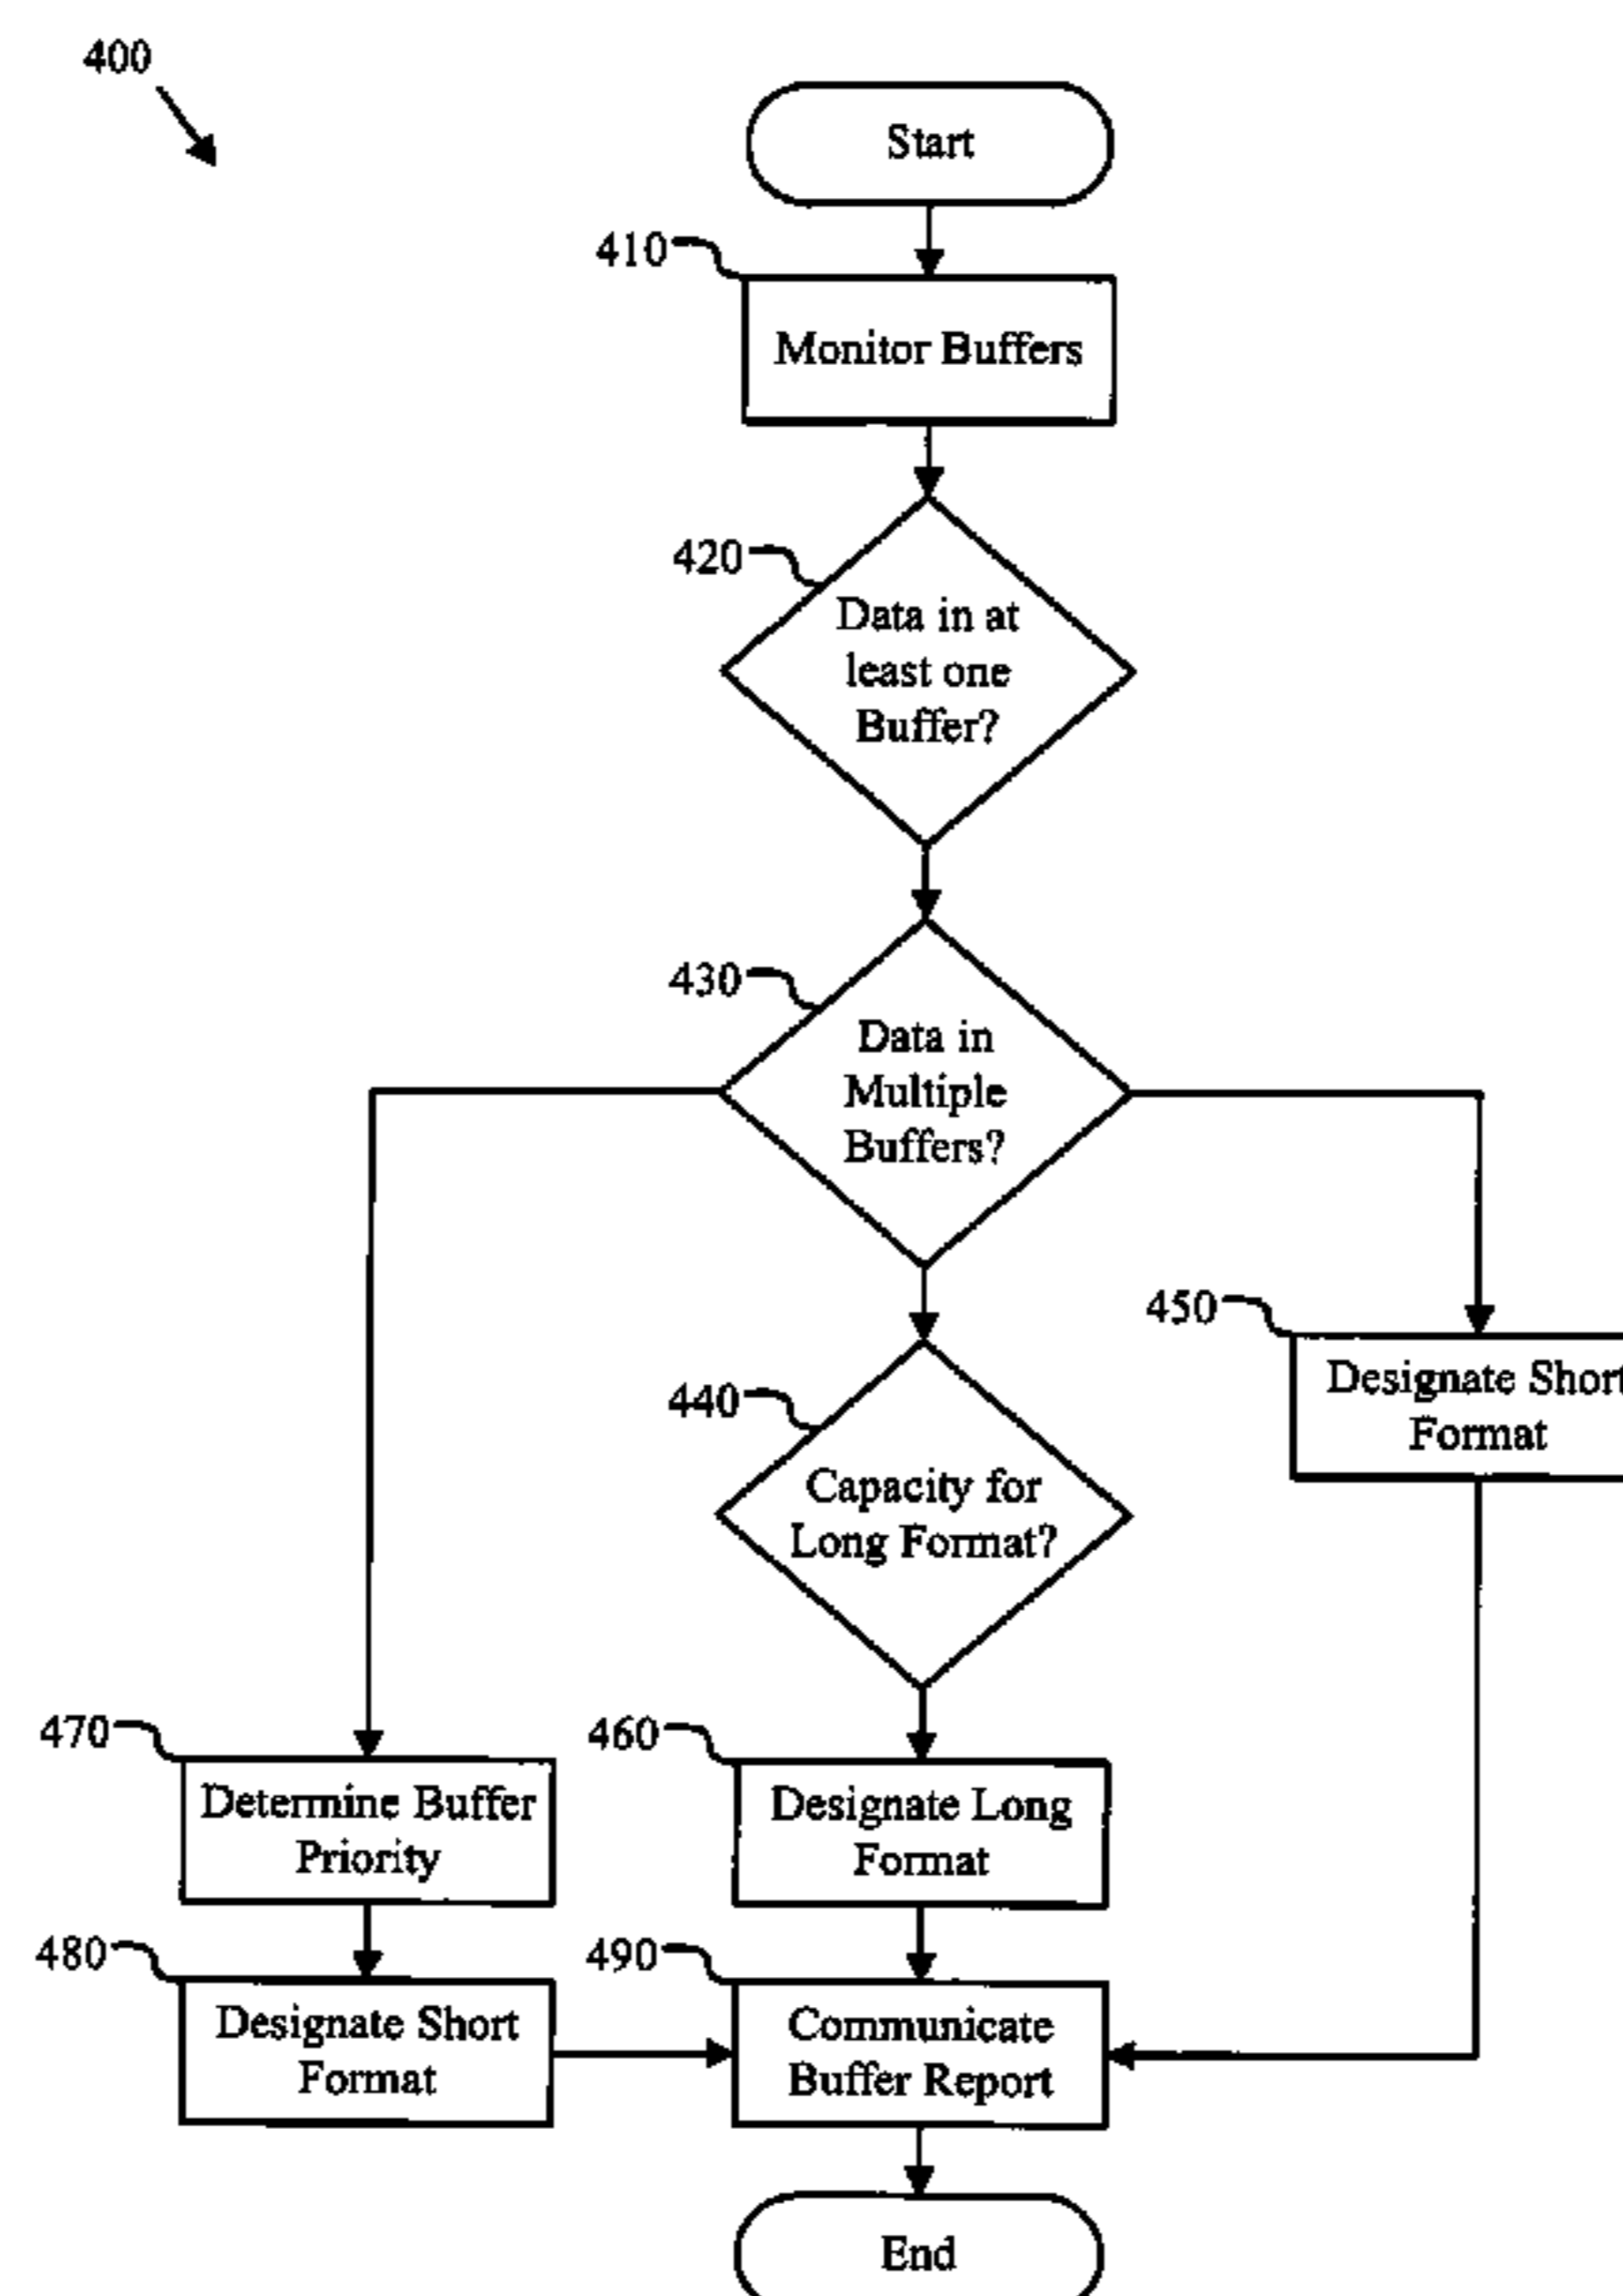 400
Start
410
Monitor Buffers
420
Data in at
least one
Buffer?
430
Data in
Multiple
Buffers?
450
Designate Short
Format
440
Capacity for
Long Format?
470
Determine Buffer
Priority
460
Designate Long
Format
480
Designate Short
Format
490
Communicate
Buffer Report
End